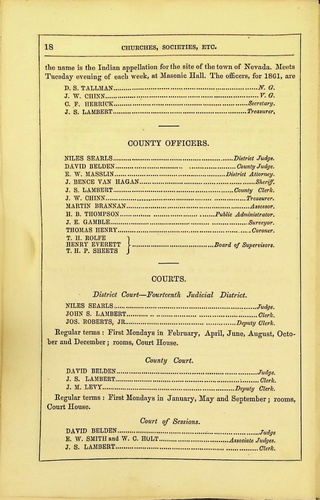 18 CHURCHES, SOCIETIES, ETC.
the name is the Indian appellation for the site of the town of Nevada. Meets
Tuesday evening of each week, at Masonic Hall. The officers, for 1861, are
D. S. TALLMAN N. G.
J. W. CHINN V. G.
C. F. HERRICK Secretary.
J. S. LAMBERT Treasurer,
COUNTY OFFICERS.
NILES SEARLS District Judge.
DAVID BELDEN County Judge.
E. W. MASSLIN District Attorney.
J. BENCE VAN HAGAN Sheriff.
J. S. LAMBERT County Clerk.
J. W. CHINN Treasurer.
MARTIN BRANNAN Assessor.
H. B. THOMPSON Public Administrator.
J. E. GAMBLE Surveyor.
THOMAS HENRY Coroner.
T. H. ROLFE
HENRY EVERETT Board of Supervisors.
T. H. P. SHEETS
COURTS.
District Court—Fourteenth Judicial District.
NILES SEARLS Judge.
JOHN S. LAMBERT Clerk.
JOS. ROBERTS, JR. Deputy Clerk.
Regular terms: First Mondays in February, April, June, August, Octo-
ber and December; rooms, Court House.
County Court.
DAVID BELDEN Judge.
J. S. LAMBERT Clerk.
J. M. LEVY Deputy Clerk.
Regular terms: First Mondays in January, May and September; rooms,
Court House.
Court of Sessions.
DAVID BELDEN Judge
E. W. SMITH and W. C. HOLT Associate Judges.
J. S. LAMBERT Clerk.